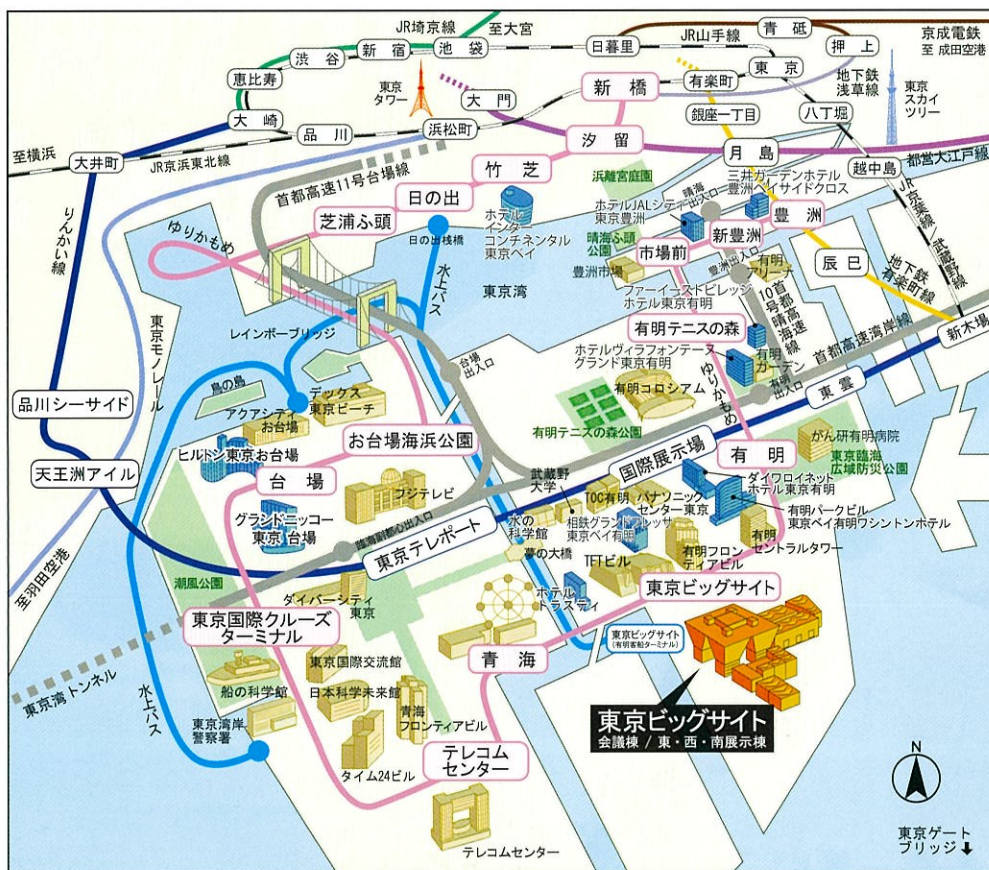 JR埼京線
至大宮
新宿
池袋
渋谷
恵比寿
大崎
品川
東京
タワー
浜松町
大門
日暮里
JR山手線
青砥
京成電鉄
至 成田空港
押上
地下鉄
浅草線
東京
スカイ
ツリー
東京
有楽町
新橋
銀座一丁目
八丁堀
至横浜
大井町
JR京浜東北線
首都高速11号台場線
汐留
月島
都営大江戸線
越中島
JR京葉線
武蔵野線
りんかい線
竹芝
日の出
芝浦ふ頭
ゆりかもめ
日の出桟橋
水上バス
ホテル
インター
コンチネンタル
東京ベイ
浜離宮庭園
三井ガーデンホテル
豊洲ベイサイドクロス
晴海
出入口
ホテルJALシティ
東京豊洲
豊洲
新豊洲
市場前
晴海ふ頭
公園
豊洲市場
豊洲出入口
有明
アリーナ
ファーイーストビレッジ
ホテル東京有明
辰巳
地下鉄
有楽町線
新木場
東京湾
有明テニスの森
首都高速
10号晴海線
首都高速湾岸線
レインボーブリッジ
台場
出入口
ホテルヴィラフォンテーヌ
グランド東京有明
有明
ガーデン
有明
出入口
ゆりかもめ
東雲
東京モノレール
品川シーサイド
天王洲アイル
至羽田空港
鳥の島
デックス
東京ビーチ
アクアシティ
お台場
ヒルトン東京お台場
お台場海浜公園
台場
有明コロシアム
有明テニスの森公園
国際展示場
有明
がん研有明病院
東京臨海
広域防災公園
武蔵野
大学
TOC有明
パナソニック
センター東京
ダイワロイネット
ホテル東京有明
有明パークビル
東京ベイ有明ワシントンホテル
フジテレビ
グランドニッコー
東京 台場
臨海副都心出入口
東京テレポート
水の
科学館
相鉄グランドフレッサ
東京ベイ有明
夢の大橋
TFTビル
有明フロン
ティアビル
有明
セントラルタワー
潮風公園
ダイバーシティ
東京
ホテル
トラスティ
東京ビッグサイト
東京ビッグサイト
(有明客船ターミナル)
東京国際クルーズ
ターミナル
東京国際交流館
青海
船の科学館
日本科学未来館
青海
フロンティアビル
東京湾トンネル
水上バス
東京湾岸
警察署
タイム24ビル
テレコム
センター
テレコムセンター
東京ビッグサイト
会議棟 / 東・西・南展示棟
N
東京ゲート
ブリッジ↓